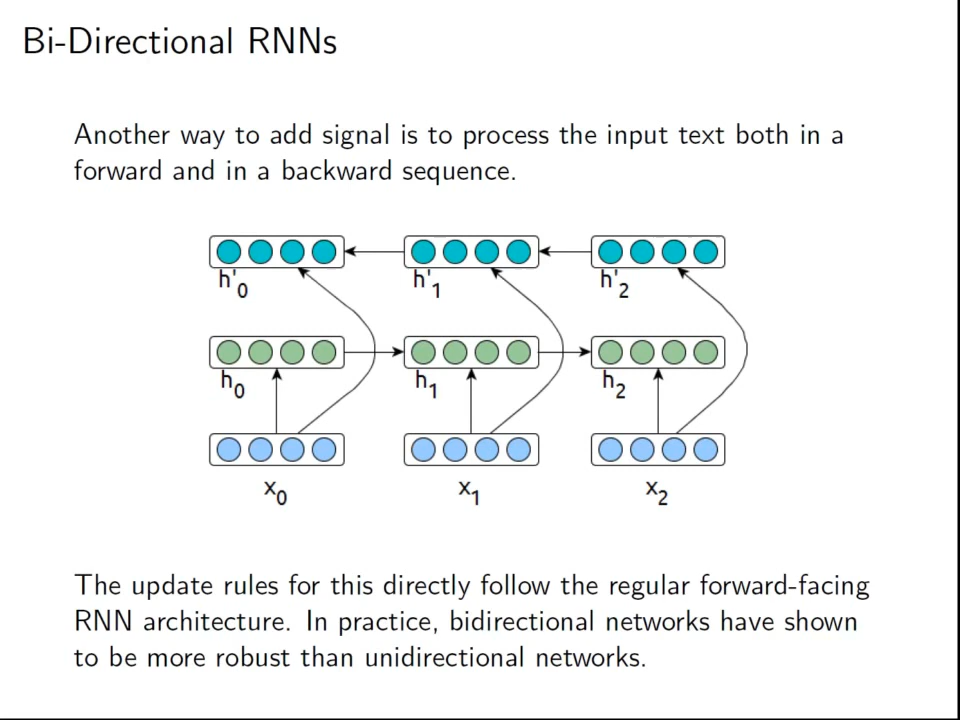 Bi-Directional RNNs
Another way to add signal is to process the input text both in a
forward and in a backward sequence.
h'0 h'1 h'2
h0 h1 h2
x0 x1 x2
The update rules for this directly follow the regular forward-facing
RNN architecture. In practice, bidirectional networks have shown
to be more robust than unidirectional networks.